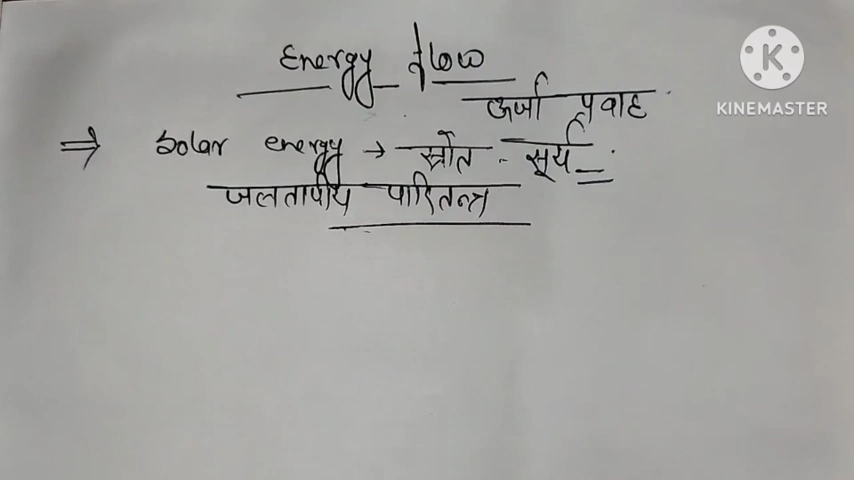 Energy flow
ऊर्जा प्रवाह
⇒ Solar energy → स्त्रोत - सूर्य
जलतापीय पारितन्त्र
K
KINEMASTER